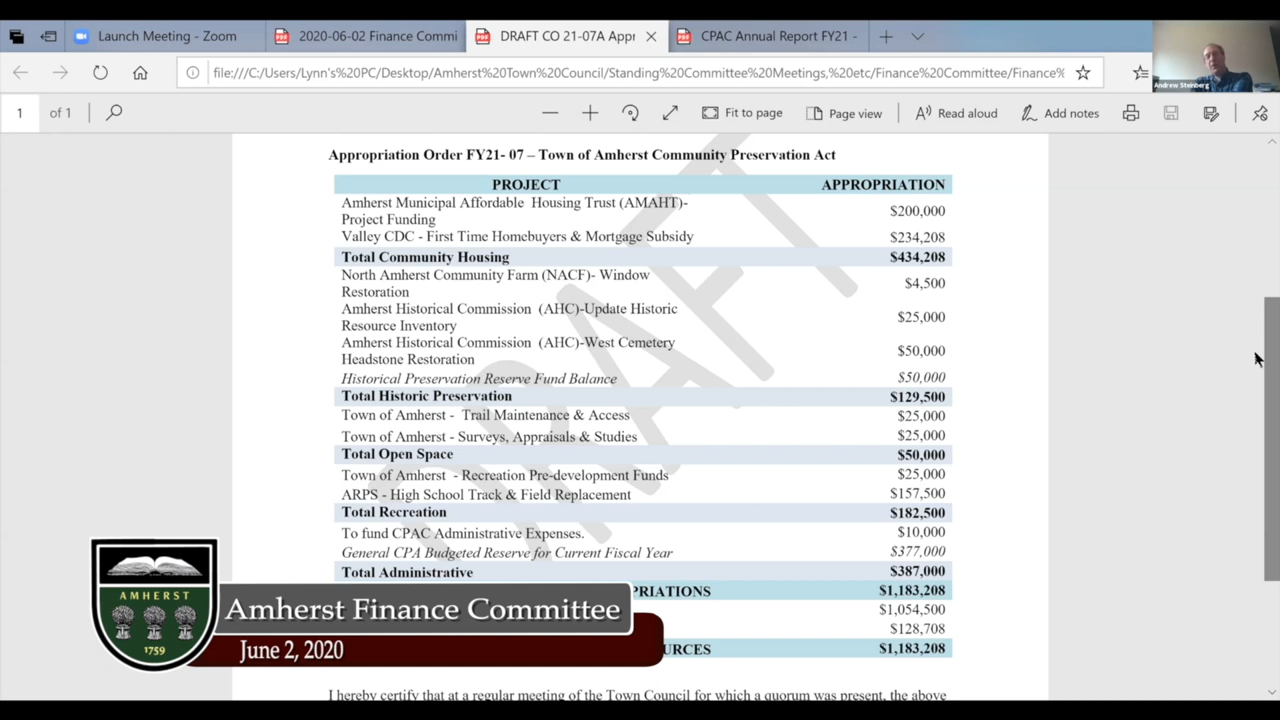 Launch Meeting - Zoom
2020-06-02 Finance Commi
DRAFT CO 21-07A Appr
CPAC Annual Report FY21 -
Andrew Steinberg
file:///C:/Users/Lynn's%20PC/Desktop/Amherst%20Town%20Council/Standing%20Committee%20Meetings,%20etc/Finance%20Committee/Finance%
1 of 1
Fit to page
Page view
Read aloud
Add notes
DRAFT
Appropriation Order FY21- 07 – Town of Amherst Community Preservation Act
PROJECT APPROPRIATION
Amherst Municipal Affordable Housing Trust (AMAHT)-
Project Funding $200,000
Valley CDC - First Time Homebuyers & Mortgage Subsidy $234,208
Total Community Housing $434,208
North Amherst Community Farm (NACF)- Window
Restoration $4,500
Amherst Historical Commission (AHC)-Update Historic
Resource Inventory $25,000
Amherst Historical Commission (AHC)-West Cemetery
Headstone Restoration $50,000
Historical Preservation Reserve Fund Balance $50,000
Total Historic Preservation $129,500
Town of Amherst - Trail Maintenance & Access $25,000
Town of Amherst - Surveys, Appraisals & Studies $25,000
Total Open Space $50,000
Town of Amherst - Recreation Pre-development Funds $25,000
ARPS - High School Track & Field Replacement $157,500
Total Recreation $182,500
To fund CPAC Administrative Expenses. $10,000
General CPA Budgeted Reserve for Current Fiscal Year $377,000
Total Administrative $387,000
PRIATIONS $1,183,208
$1,054,500
$128,708
URCES $1,183,208
I hereby certify that at a regular meeting of the Town Council for which a quorum was present, the above
AMHERST
1759
Amherst Finance Committee
June 2, 2020